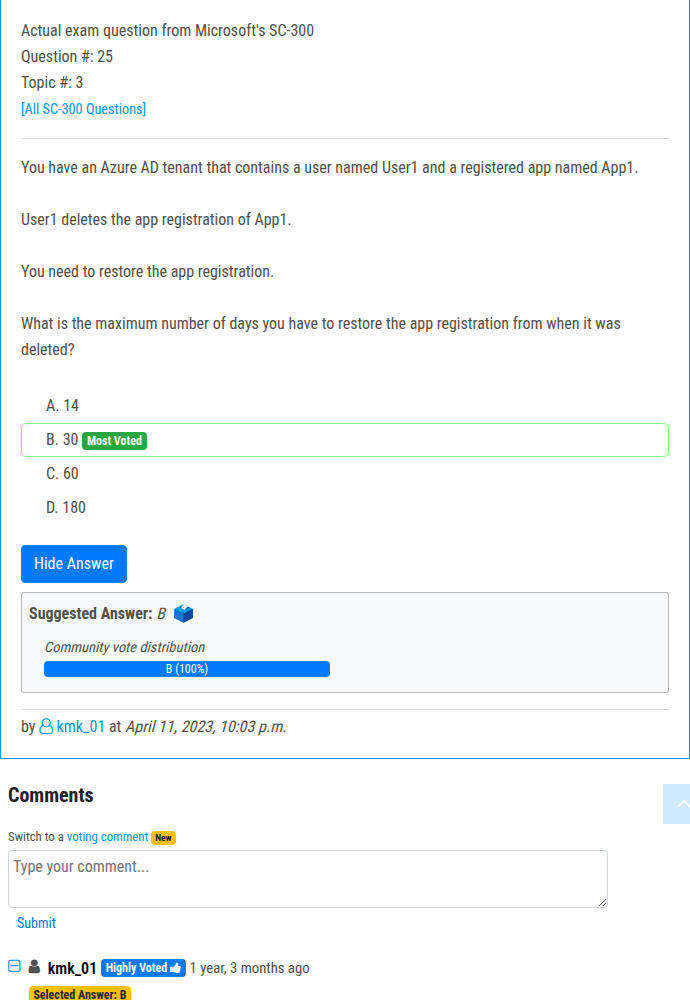 Actual exam question from Microsoft's SC-300
Question #: 25
Topic #: 3
[All SC-300 Questions]
You have an Azure AD tenant that contains a user named User1 and a registered app named App1.
User1 deletes the app registration of App1.
You need to restore the app registration.
What is the maximum number of days you have to restore the app registration from when it was
deleted?
A. 14
B. 30 Most Voted
C. 60
D. 180
Hide Answer
Suggested Answer: B
Community vote distribution
B (100%)
by kmk_01 at April 11, 2023, 10:03 p.m.
Comments
Switch to a voting comment New
Type your comment...
Submit
kmk_01 Highly Voted 1 year, 3 months ago
Selected Answer: B